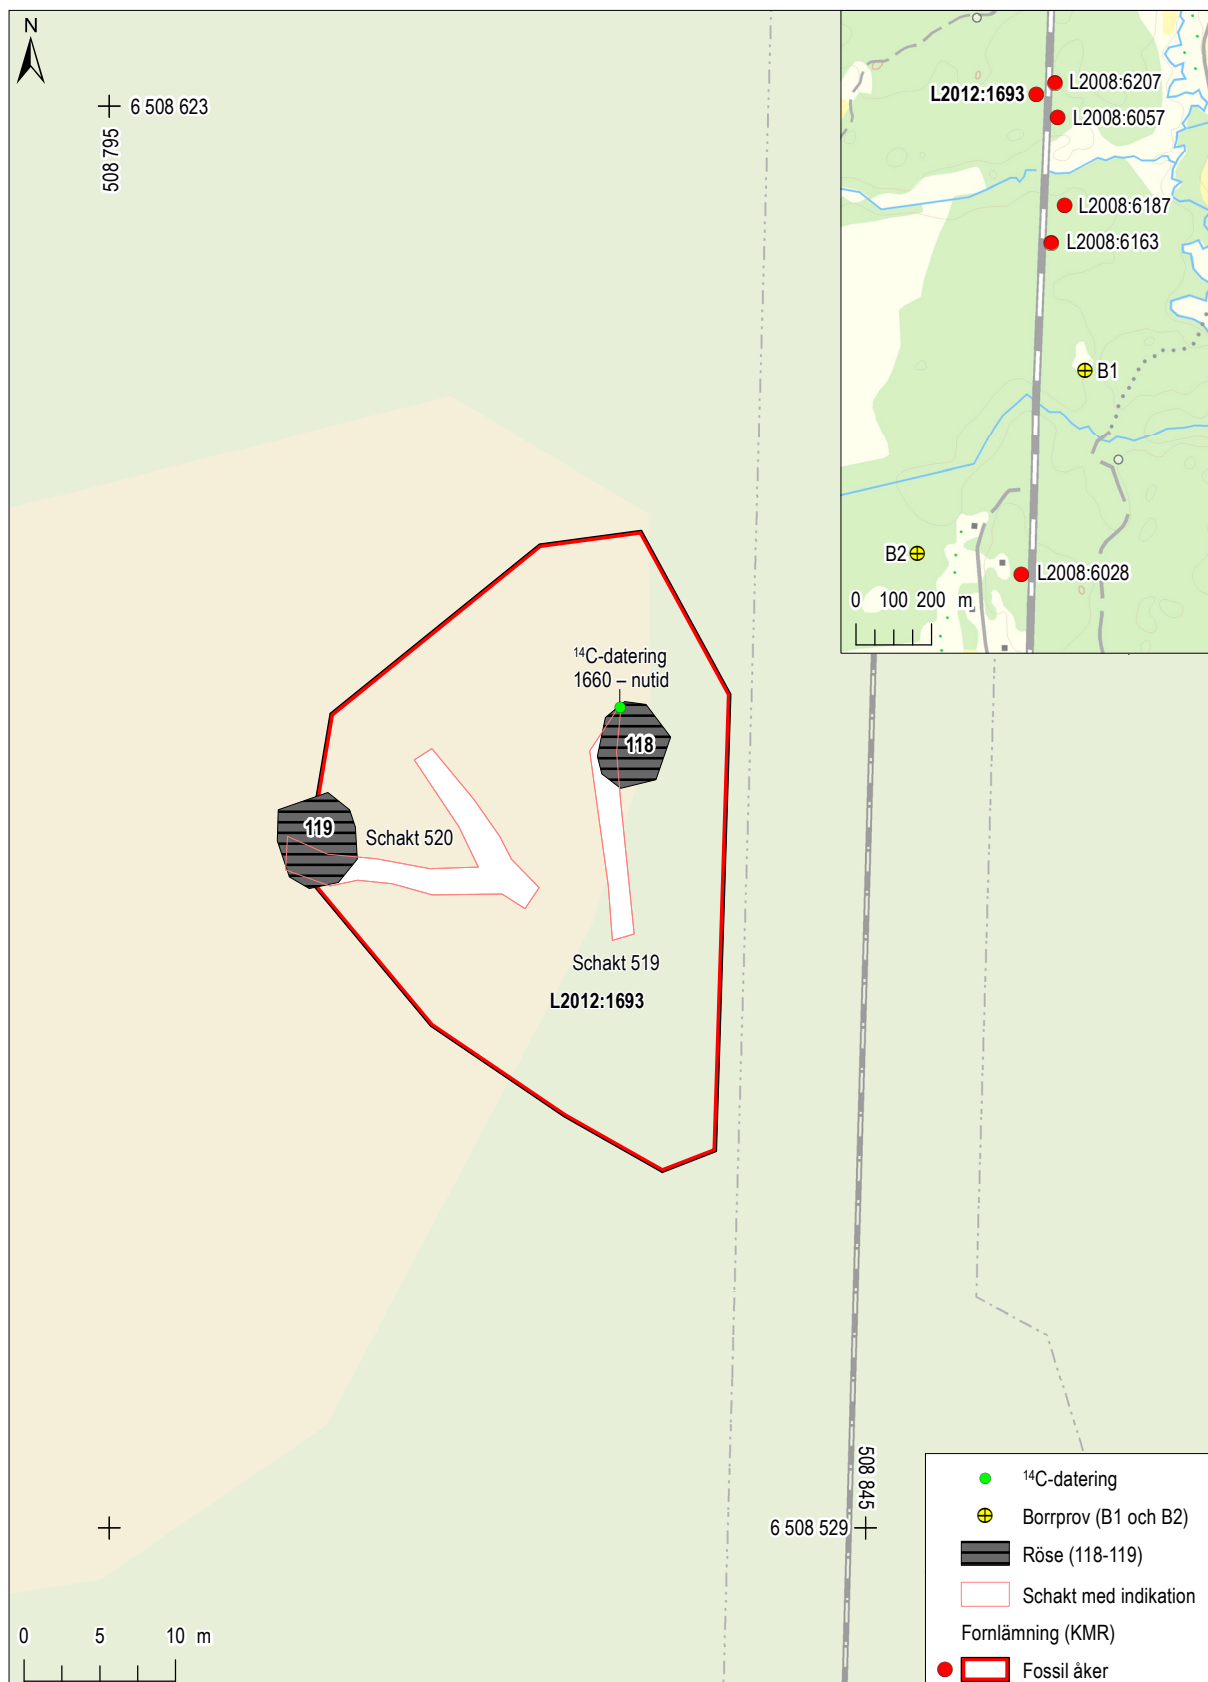 N
6 508 623
508 795
L2012:1693
L2008:6207
L2008:6057
L2008:6187
L2008:6163
B1
B2
L2008:6028
0 100 200 m
¹⁴C-datering
1660 – nutid
118
119
Schakt 520
Schakt 519
L2012:1693
508 845
6 508 529
0 5 10 m
¹⁴C-datering
Borrprov (B1 och B2)
Röse (118-119)
Schakt med indikation
Fornlämning (KMR)
Fossil åker